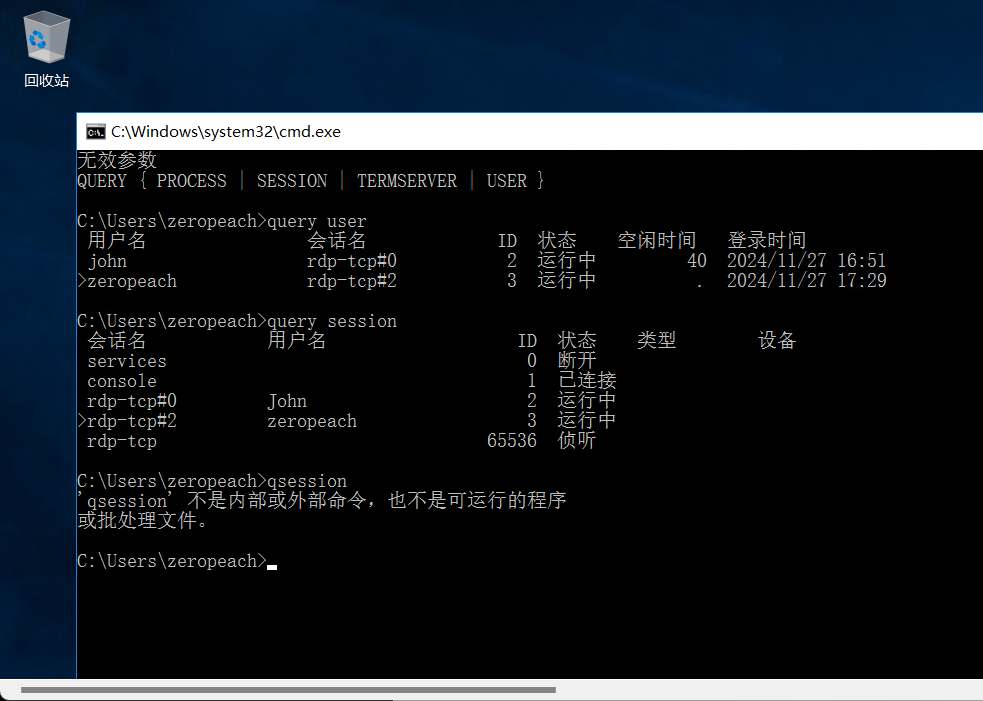 回收站
C:\Windows\system32\cmd.exe
无效参数
QUERY { PROCESS | SESSION | TERMSERVER | USER }
C:\Users\zeropeach>query user
用户名 会话名 ID 状态 空闲时间 登录时间
john rdp-tcp#0 2 运行中 40 2024/11/27 16:51
>zeropeach rdp-tcp#2 3 运行中 . 2024/11/27 17:29
C:\Users\zeropeach>query session
会话名 用户名 ID 状态 类型 设备
services 0 断开
console 1 已连接
rdp-tcp#0 John 2 运行中
>rdp-tcp#2 zeropeach 3 运行中
rdp-tcp 65536 侦听
C:\Users\zeropeach>qsession
'qsession' 不是内部或外部命令，也不是可运行的程序
或批处理文件。
C:\Users\zeropeach>